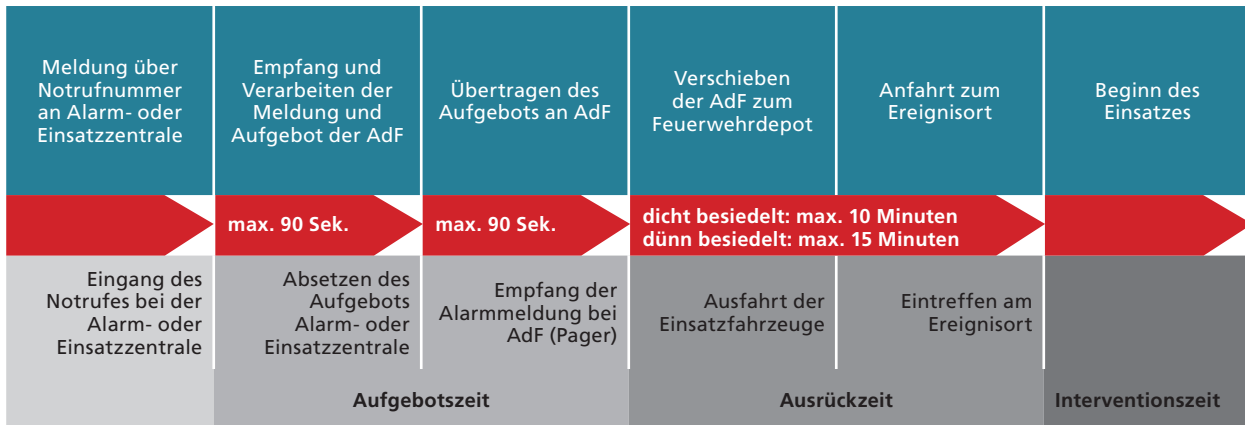 Meldung über
Notrufnummer
an Alarm- oder
Einsatzzentrale
Empfang und
Verarbeiten der
Meldung und
Aufgebot der AdF
Übertragen des
Aufgebots an AdF
Verschieben
der AdF zum
Feuerwehrdepot
Anfahrt zum
Ereignisort
Beginn des
Einsatzes
max. 90 Sek.
max. 90 Sek.
dicht besiedelt: max. 10 Minuten
dünn besiedelt: max. 15 Minuten
Eingang des
Notrufes bei der
Alarm- oder
Einsatzzentrale
Absetzen des
Aufgebots
Alarm- oder
Einsatzzentrale
Empfang der
Alarmmeldung bei
AdF (Pager)
Ausfahrt der
Einsatzfahrzeuge
Eintreffen am
Ereignisort
Aufgebotszeit
Ausrückzeit
Interventionszeit